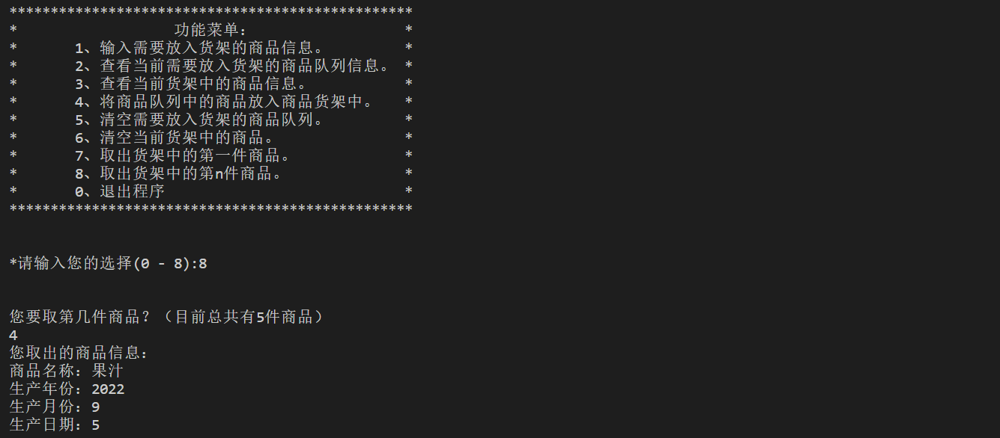 *************************************************
* 功能菜单： *
* 1、输入需要放入货架的商品信息。 *
* 2、查看当前需要放入货架的商品队列信息。 *
* 3、查看当前货架中的商品信息。 *
* 4、将商品队列中的商品放入商品货架中。 *
* 5、清空需要放入货架的商品队列。 *
* 6、清空当前货架中的商品。 *
* 7、取出货架中的第一件商品。 *
* 8、取出货架中的第n件商品。 *
* 0、退出程序 *
*************************************************
*请输入您的选择(0 - 8):8
您要取第几件商品？（目前总共有5件商品）
4
您取出的商品信息：
商品名称：果汁
生产年份：2022
生产月份：9
生产日期：5